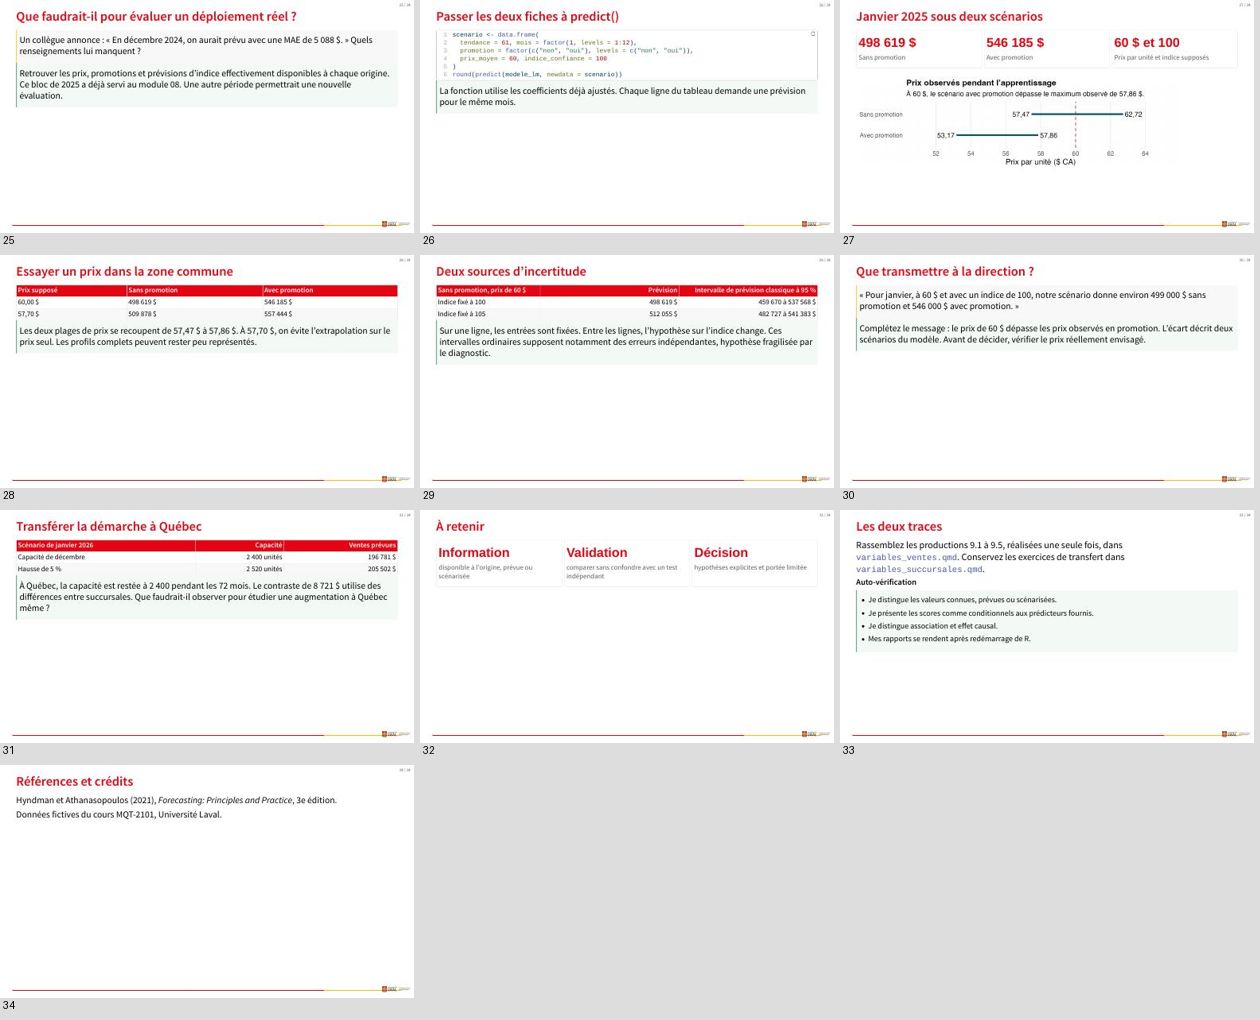 Que faudrait-il pour évaluer un déploiement réel ?
Un collègue annonce : « En décembre 2024, on aurait prévu avec une MAE de 5 088 $. » Quels
renseignements lui manquent ?
Retrouver les prix, promotions et prévisions d'indice effectivement disponibles à chaque origine.
Ce bloc de 2025 a déjà servi au module 08. Une autre période permettrait une nouvelle
évaluation.
25
Passer les deux fiches à predict()
1 scenario <- data.frame(
2 tendance = 61, mois = factor(1, levels = 1:12),
3 promotion = factor(c("non", "oui"), levels = c("non", "oui")),
4 prix_moyen = 60, indice_confiance = 100
5 )
6 round(predict(modele_lm, newdata = scenario))
La fonction utilise les coefficients déjà ajustés. Chaque ligne du tableau demande une prévision
pour le même mois.
26
Janvier 2025 sous deux scénarios
498 619 $ 546 185 $ 60 $ et 100
Sans promotion Avec promotion Prix par unité et indice supposés
Prix observés pendant l'apprentissage
À 60 $, le scénario avec promotion dépasse le maximum observé de 57,86 $.
Sans promotion 57,47 62,72
Avec promotion 53,17 57,86
52 54 56 58 60 62 64
Prix par unité ($ CA)
27
Essayer un prix dans la zone commune
Prix supposé Sans promotion Avec promotion
60,00 $ 498 619 $ 546 185 $
57,70 $ 509 878 $ 557 444 $
Les deux plages de prix se recoupent de 57,47 $ à 57,86 $. À 57,70 $, on évite l'extrapolation sur le
prix seul. Les profils complets peuvent rester peu représentés.
28
Deux sources d'incertitude
Sans promotion, prix de 60 $ Prévision Intervalle de prévision classique à 95 %
Indice fixé à 100 498 619 $ 459 670 à 537 568 $
Indice fixé à 105 512 055 $ 482 727 à 541 383 $
Sur une ligne, les entrées sont fixées. Entre les lignes, l'hypothèse sur l'indice change. Ces
intervalles ordinaires supposent notamment des erreurs indépendantes, hypothèse fragilisée par
le diagnostic.
29
Que transmettre à la direction ?
« Pour janvier, à 60 $ et avec un indice de 100, notre scénario donne environ 499 000 $ sans
promotion et 546 000 $ avec promotion. »
Complétez le message : le prix de 60 $ dépasse les prix observés en promotion. L'écart décrit deux
scénarios du modèle. Avant de décider, vérifier le prix réellement envisagé.
30
Transférer la démarche à Québec
Scénario de janvier 2026 Capacité Ventes prévues
Capacité de décembre 2 400 unités 196 781 $
Hausse de 5 % 2 520 unités 205 502 $
À Québec, la capacité est restée à 2 400 pendant les 72 mois. Le contraste de 8 721 $ utilise des
différences entre succursales. Que faudrait-il observer pour étudier une augmentation à Québec
même ?
31
À retenir
Information Validation Décision
disponible à l'origine, prévue ou
scénarisée
comparer sans confondre avec un test
indépendant
hypothèses explicites et portée limitée
32
Les deux traces
Rassemblez les productions 9.1 à 9.5, réalisées une seule fois, dans
variables_ventes.qmd. Conservez les exercices de transfert dans
variables_succursales.qmd.
Auto-vérification
• Je distingue les valeurs connues, prévues ou scénarisées.
• Je présente les scores comme conditionnels aux prédicteurs fournis.
• Je distingue association et effet causal.
• Mes rapports se rendent après redémarrage de R.
33
Références et crédits
Hyndman et Athanasopoulos (2021), Forecasting: Principles and Practice, 3e édition.
Données fictives du cours MQT-2101, Université Laval.
34